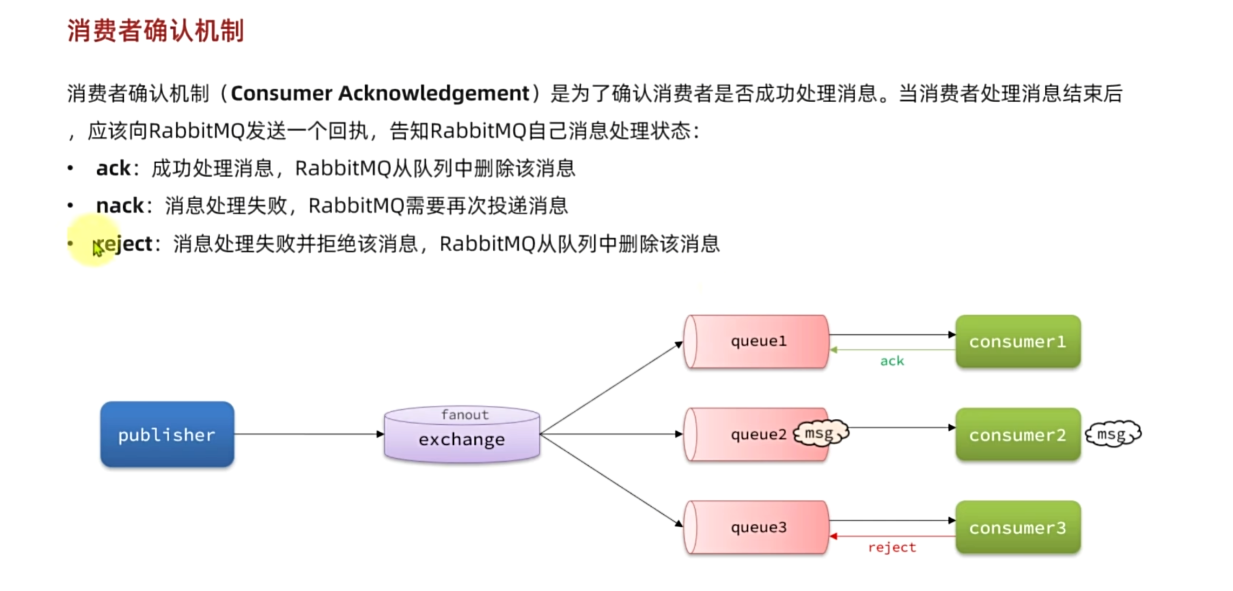 消费者确认机制
消费者确认机制（Consumer Acknowledgement）是为了确认消费者是否成功处理消息。当消费者处理消息结束后
，应该向RabbitMQ发送一个回执，告知RabbitMQ自己消息处理状态：
• ack：成功处理消息，RabbitMQ从队列中删除该消息
• nack：消息处理失败，RabbitMQ需要再次投递消息
• reject：消息处理失败并拒绝该消息，RabbitMQ从队列中删除该消息
queue1
consumer1
ack
publisher
fanout
exchange
queue2
msg
consumer2
msg
queue3
consumer3
reject